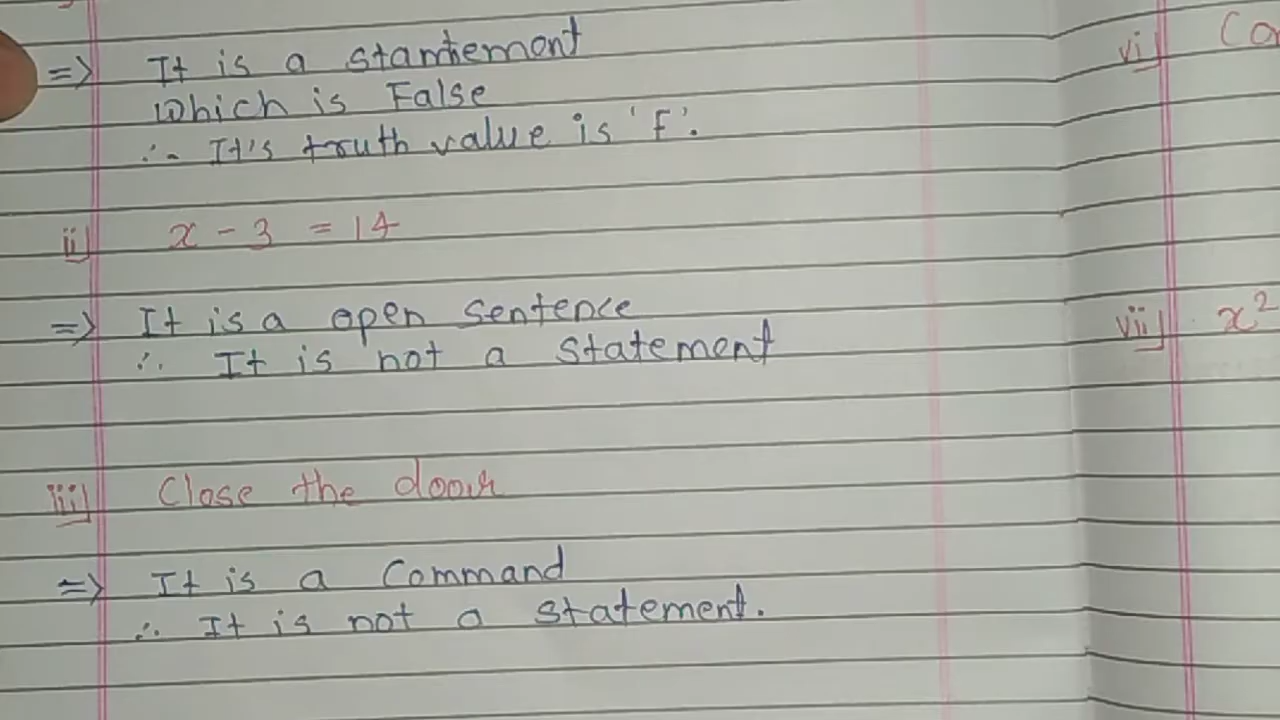 => It is a stamtement
which is False
∴ It's truth value is 'F'.
ii] x - 3 = 14
=> It is a open sentence
∴ It is not a statement
iii] Close the door
=> It is a Command
∴ It is not a statement.
vi]
vii] x²